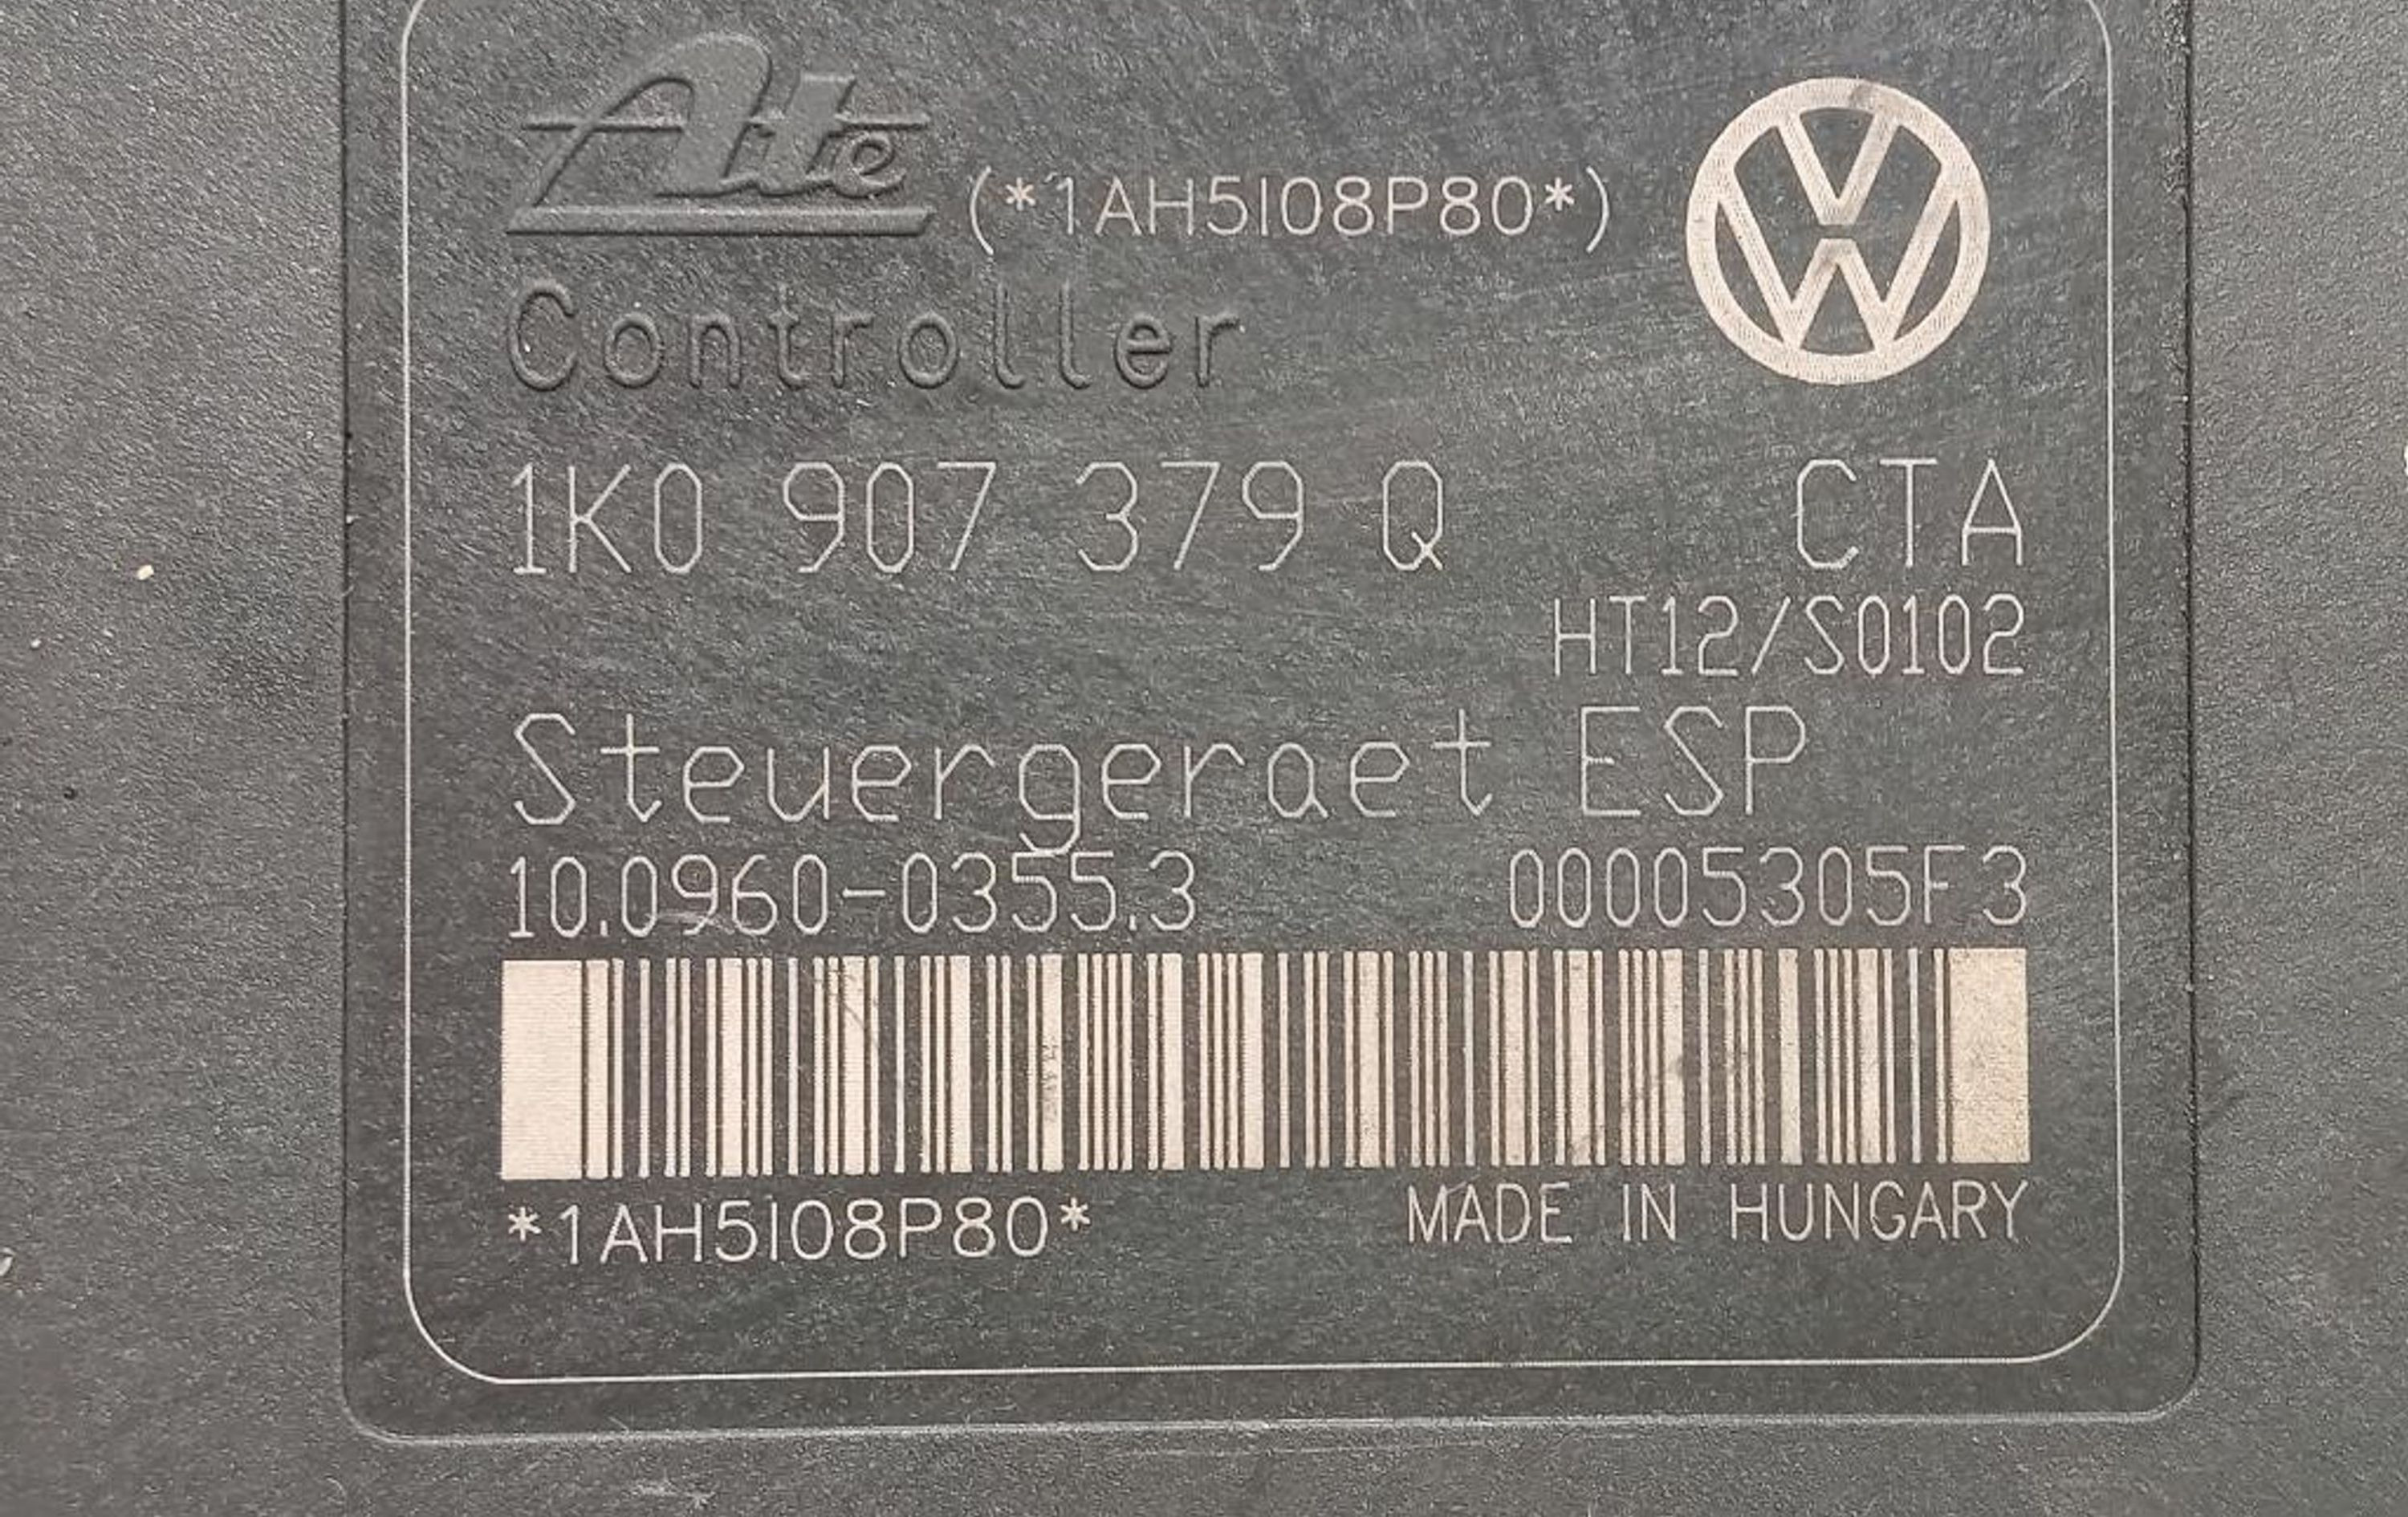 Ate (*1AH5I08P80*)
Controller
1K0 907 379 Q CTA
HT12/S0102
Steuergeraet ESP
10.0960-0355.3 00005305F3
*1AH5I08P80* MADE IN HUNGARY